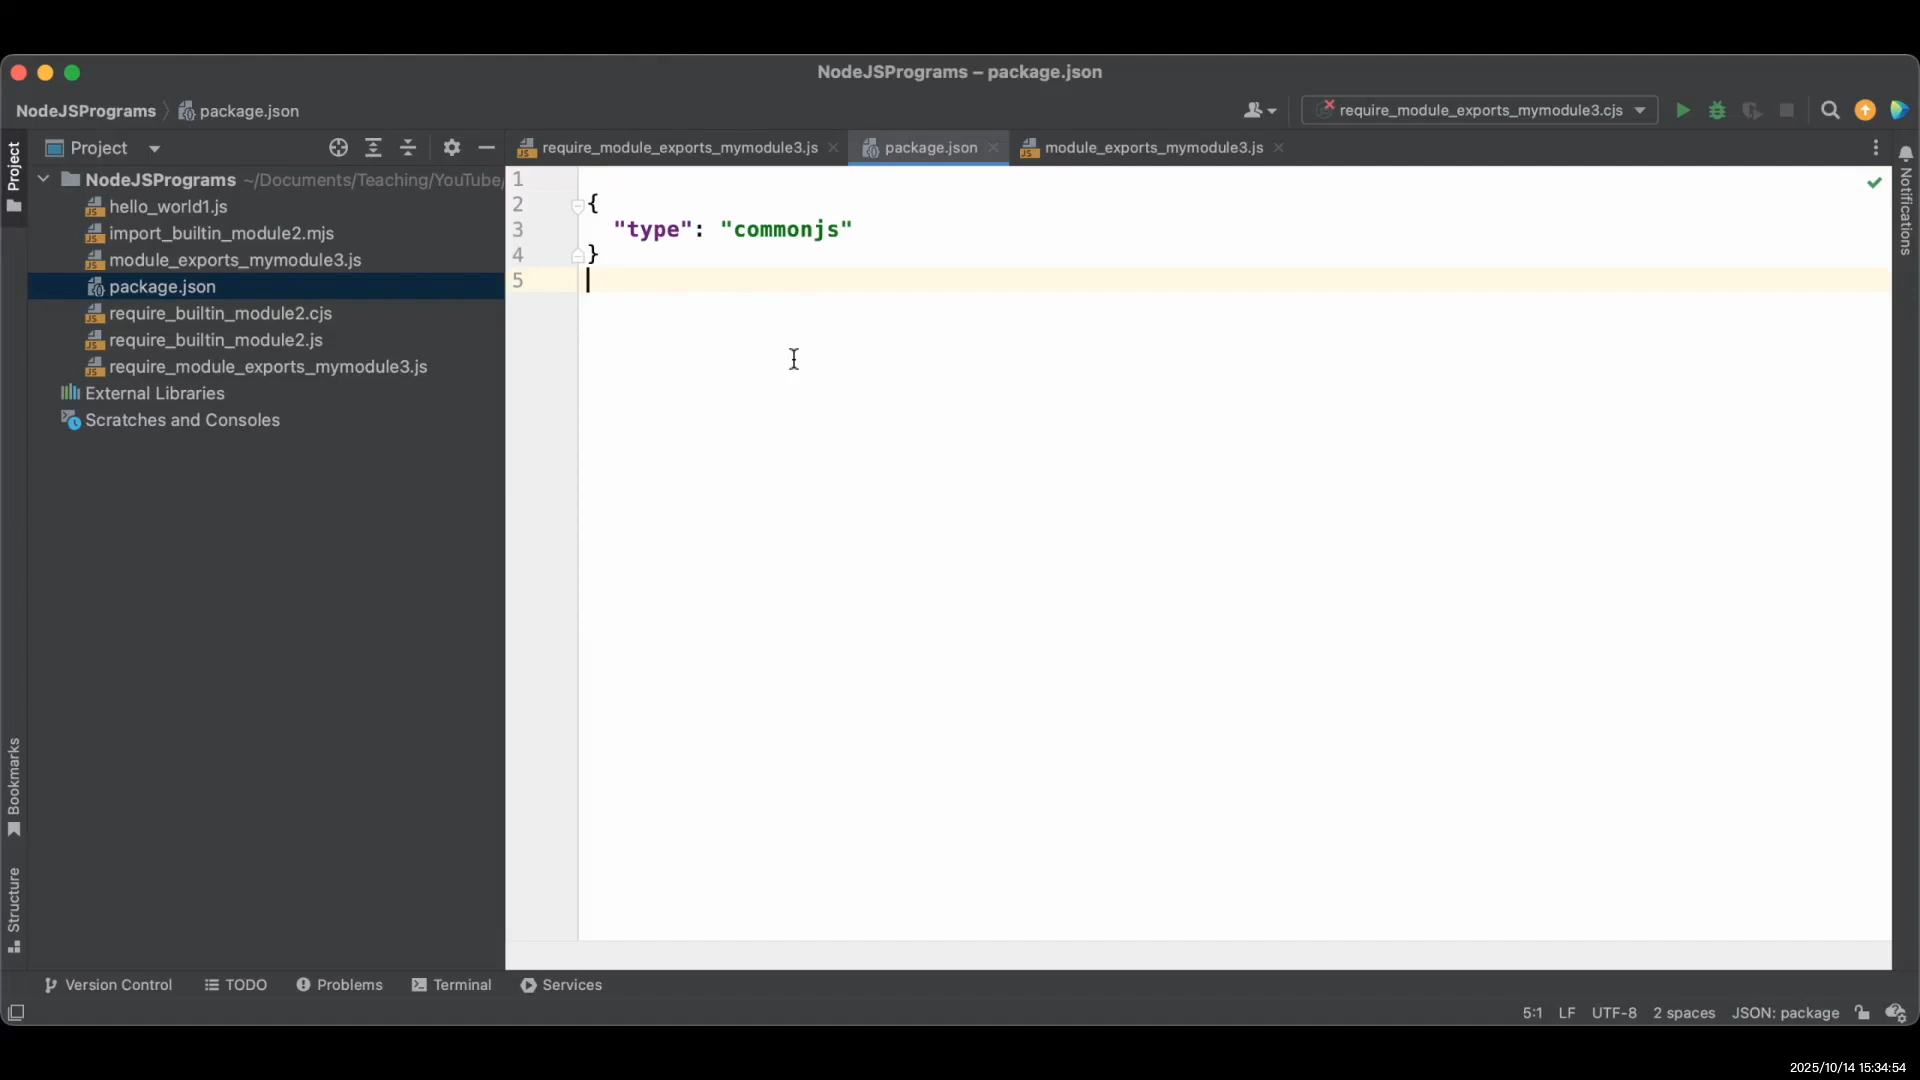 NodeJSPrograms – package.json
NodeJSPrograms package.json
require_module_exports_mymodule3.cjs
Project
Project
require_module_exports_mymodule3.js
package.json
module_exports_mymodule3.js
Notifications
NodeJSPrograms ~/Documents/Teaching/YouTube/
hello_world1.js
import_builtin_module2.mjs
module_exports_mymodule3.js
package.json
require_builtin_module2.cjs
require_builtin_module2.js
require_module_exports_mymodule3.js
External Libraries
Scratches and Consoles
1
2 {
3 "type": "commonjs"
4 }
5
Bookmarks
Structure
Version Control TODO Problems Terminal Services
5:1 LF UTF-8 2 spaces JSON: package
2025/10/14 15:34:54